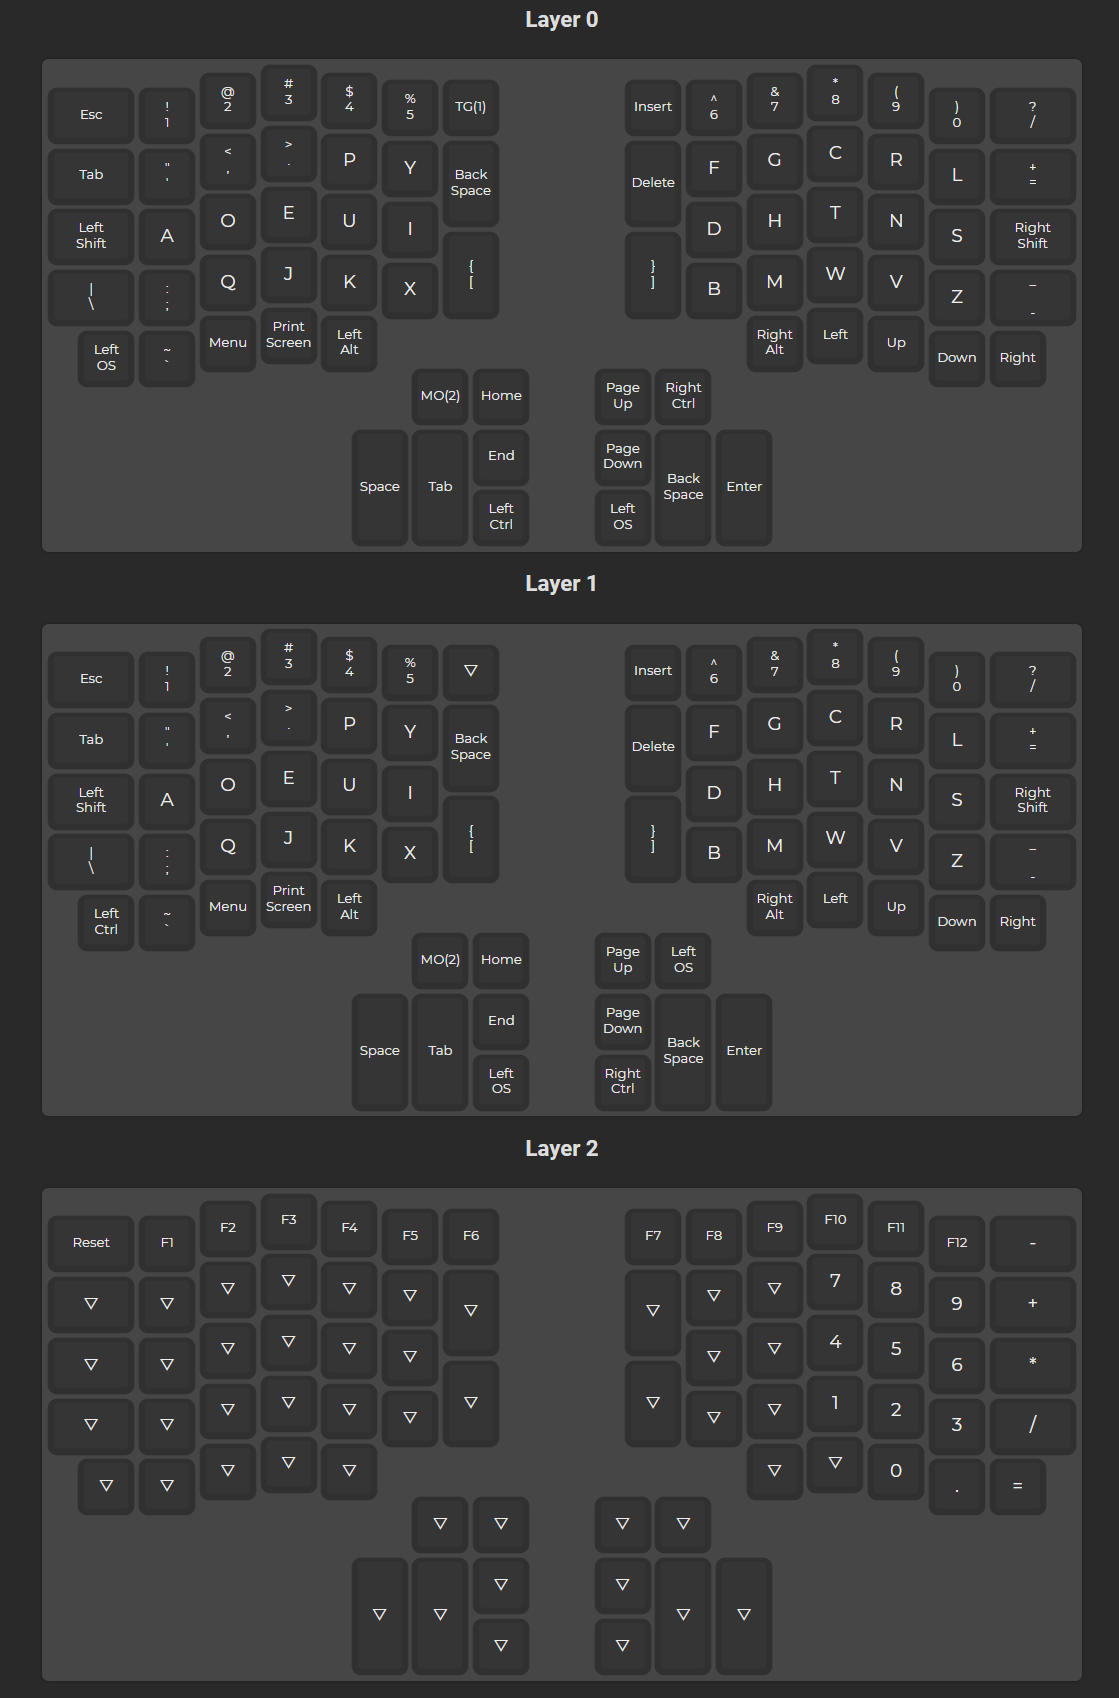 Layer 0
Esc ! 1 @ 2 # 3 $ 4 % 5 TG(1) Insert ^ 6 & 7 * 8 ( 9 ) 0 ? /
Tab " ' < , > . P Y Back Space Delete F G C R L + =
Left Shift A O E U I D H T N S Right Shift
| \ : ; Q J K X { [ } ] B M W V Z _ -
Left OS ~ ` Menu Print Screen Left Alt Right Alt Left Up Down Right
MO(2) Home Page Up Right Ctrl
Space Tab End Page Down Back Space Enter
Left Ctrl Left OS
Layer 1
Esc ! 1 @ 2 # 3 $ 4 % 5 ▽ Insert ^ 6 & 7 * 8 ( 9 ) 0 ? /
Tab " ' < , > . P Y Back Space Delete F G C R L + =
Left Shift A O E U I D H T N S Right Shift
| \ : ; Q J K X { [ } ] B M W V Z _ -
Left Ctrl ~ ` Menu Print Screen Left Alt Right Alt Left Up Down Right
MO(2) Home Page Up Left OS
Space Tab End Page Down Back Space Enter
Left OS Right Ctrl
Layer 2
Reset F1 F2 F3 F4 F5 F6 F7 F8 F9 F10 F11 F12 -
▽ ▽ ▽ ▽ ▽ ▽ ▽ ▽ ▽ ▽ 7 8 9 +
▽ ▽ ▽ ▽ ▽ ▽ ▽ ▽ 4 5 6 *
▽ ▽ ▽ ▽ ▽ ▽ ▽ ▽ ▽ ▽ 1 2 3 /
▽ ▽ ▽ ▽ ▽ ▽ ▽ 0 . =
▽ ▽ ▽ ▽
▽ ▽ ▽ ▽ ▽ ▽
▽ ▽